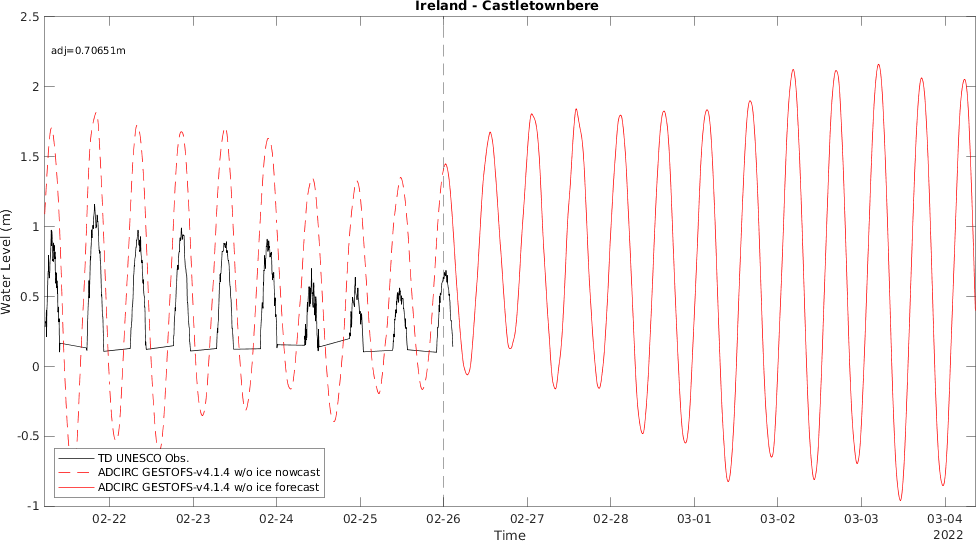 Ireland - Castletownbere
adj=0.70651m
2.5
2
1.5
1
0.5
0
-0.5
-1
Water Level (m)
TD UNESCO Obs.
ADCIRC GESTOFS-v4.1.4 w/o ice nowcast
ADCIRC GESTOFS-v4.1.4 w/o ice forecast
02-22 02-23 02-24 02-25 02-26 02-27 02-28 03-01 03-02 03-03 03-04
Time
2022